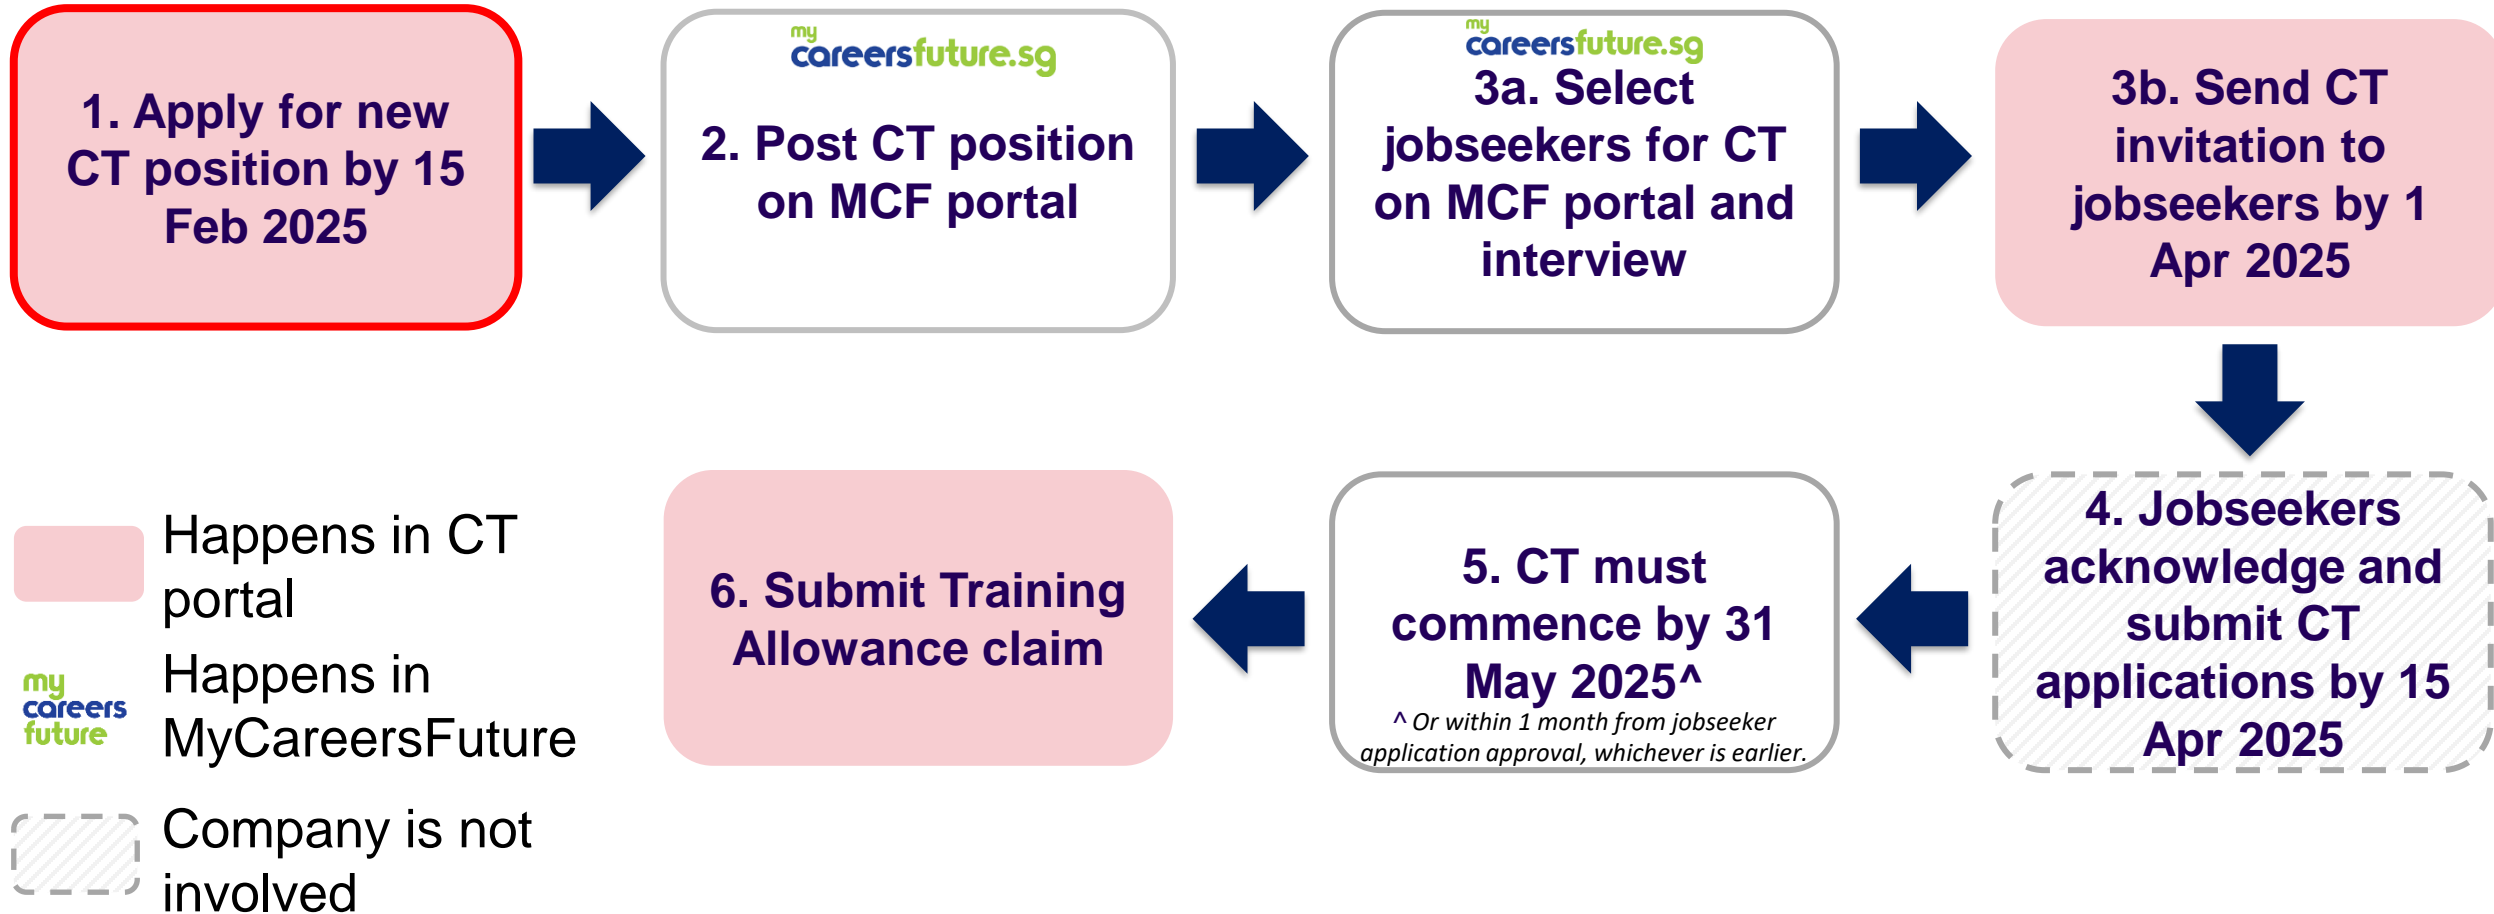 1. Apply for new
CT position by 15
Feb 2025
my
careersfuture.sg
2. Post CT position
on MCF portal
my
careersfuture.sg
3a. Select
jobseekers for CT
on MCF portal and
interview
3b. Send CT
invitation to
jobseekers by 1
Apr 2025
4. Jobseekers
acknowledge and
submit CT
applications by 15
Apr 2025
5. CT must
commence by 31
May 2025^
^ Or within 1 month from jobseeker
application approval, whichever is earlier.
6. Submit Training
Allowance claim
Happens in CT
portal
my
careers
future
Happens in
MyCareersFuture
Company is not
involved